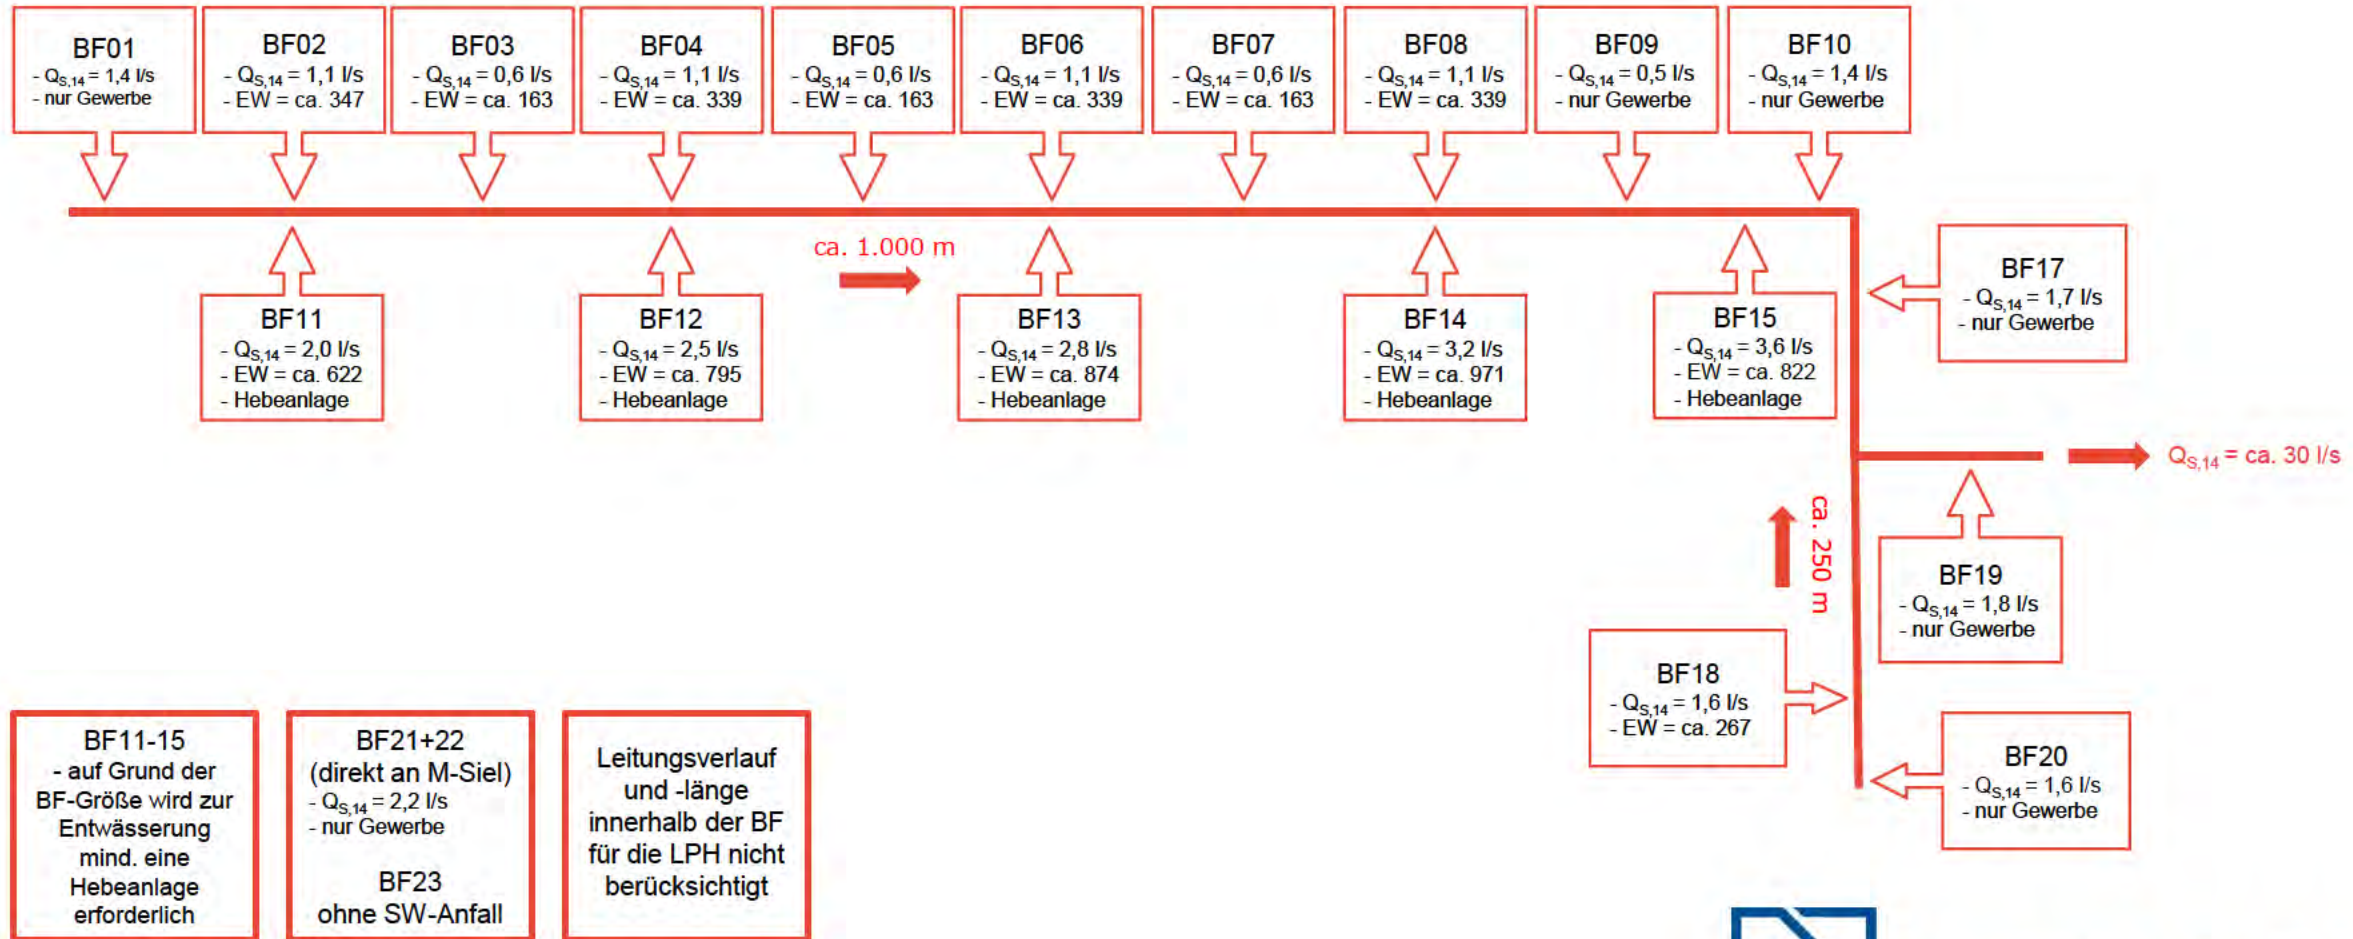 BF01
- QS,14 = 1,4 l/s
- nur Gewerbe
BF02
- QS,14 = 1,1 l/s
- EW = ca. 347
BF03
- QS,14 = 0,6 l/s
- EW = ca. 163
BF04
- QS,14 = 1,1 l/s
- EW = ca. 339
BF05
- QS,14 = 0,6 l/s
- EW = ca. 163
BF06
- QS,14 = 1,1 l/s
- EW = ca. 339
BF07
- QS,14 = 0,6 l/s
- EW = ca. 163
BF08
- QS,14 = 1,1 l/s
- EW = ca. 339
BF09
- QS,14 = 0,5 l/s
- nur Gewerbe
BF10
- QS,14 = 1,4 l/s
- nur Gewerbe
ca. 1.000 m
BF11
- QS,14 = 2,0 l/s
- EW = ca. 622
- Hebeanlage
BF12
- QS,14 = 2,5 l/s
- EW = ca. 795
- Hebeanlage
BF13
- QS,14 = 2,8 l/s
- EW = ca. 874
- Hebeanlage
BF14
- QS,14 = 3,2 l/s
- EW = ca. 971
- Hebeanlage
BF15
- QS,14 = 3,6 l/s
- EW = ca. 822
- Hebeanlage
BF17
- QS,14 = 1,7 l/s
- nur Gewerbe
QS,14 = ca. 30 l/s
ca. 250 m
BF19
- QS,14 = 1,8 l/s
- nur Gewerbe
BF18
- QS,14 = 1,6 l/s
- EW = ca. 267
BF20
- QS,14 = 1,6 l/s
- nur Gewerbe
BF11-15
- auf Grund der
BF-Größe wird zur
Entwässerung
mind. eine
Hebeanlage
erforderlich
BF21+22
(direkt an M-Siel)
- QS,14 = 2,2 l/s
- nur Gewerbe
BF23
ohne SW-Anfall
Leitungsverlauf
und -länge
innerhalb der BF
für die LPH nicht
berücksichtigt